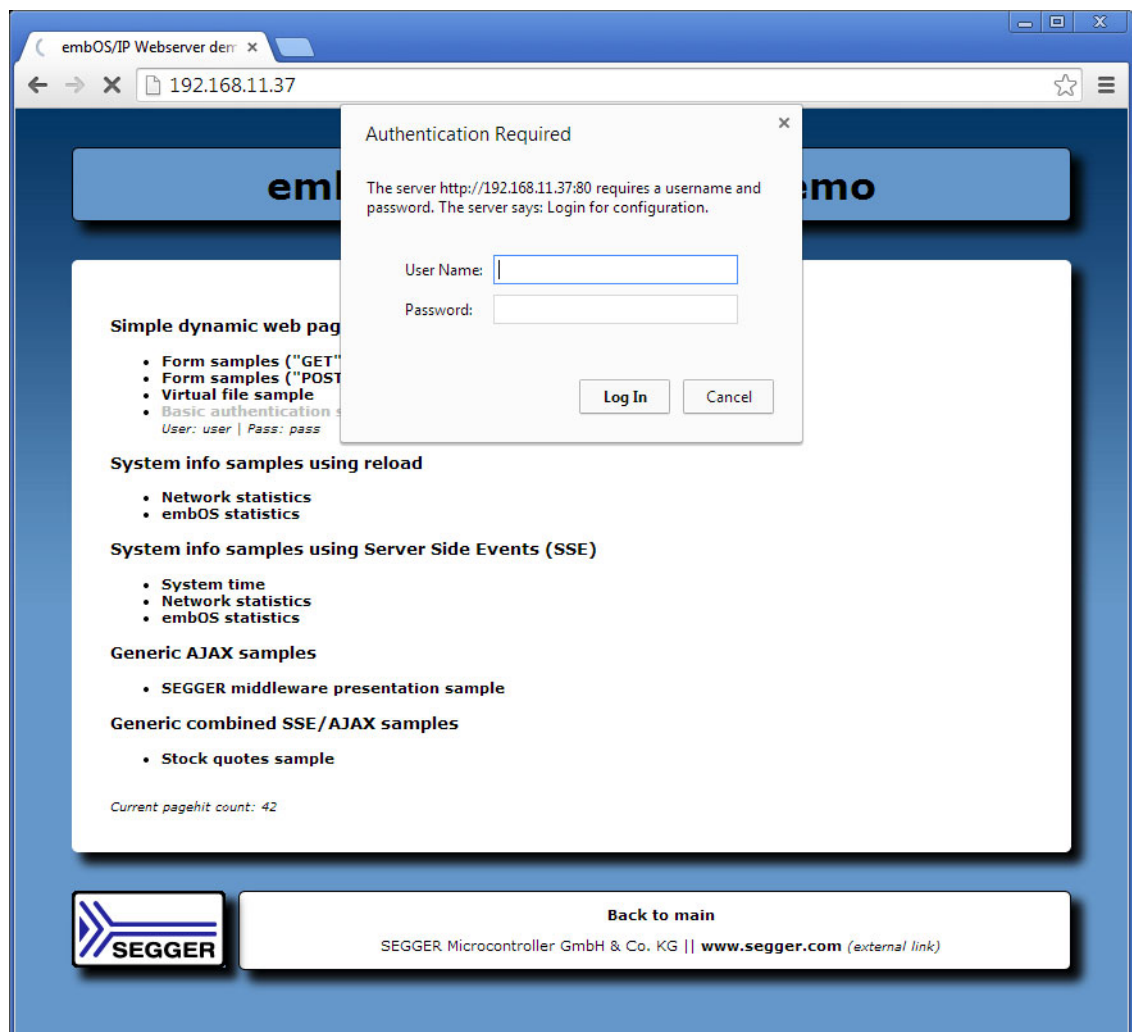 embOS/IP Webserver dem
192.168.11.37
Authentication Required
The server http://192.168.11.37:80 requires a username and
password. The server says: Login for configuration.
User Name:
Password:
Log In
Cancel
emb
emo
Simple dynamic web pag
Form samples ("GET"
Form samples ("POST
Virtual file sample
Basic authentication s
User: user | Pass: pass
System info samples using reload
Network statistics
embOS statistics
System info samples using Server Side Events (SSE)
System time
Network statistics
embOS statistics
Generic AJAX samples
SEGGER middleware presentation sample
Generic combined SSE/AJAX samples
Stock quotes sample
Current pagehit count: 42
SEGGER
Back to main
SEGGER Microcontroller GmbH & Co. KG || www.segger.com (external link)